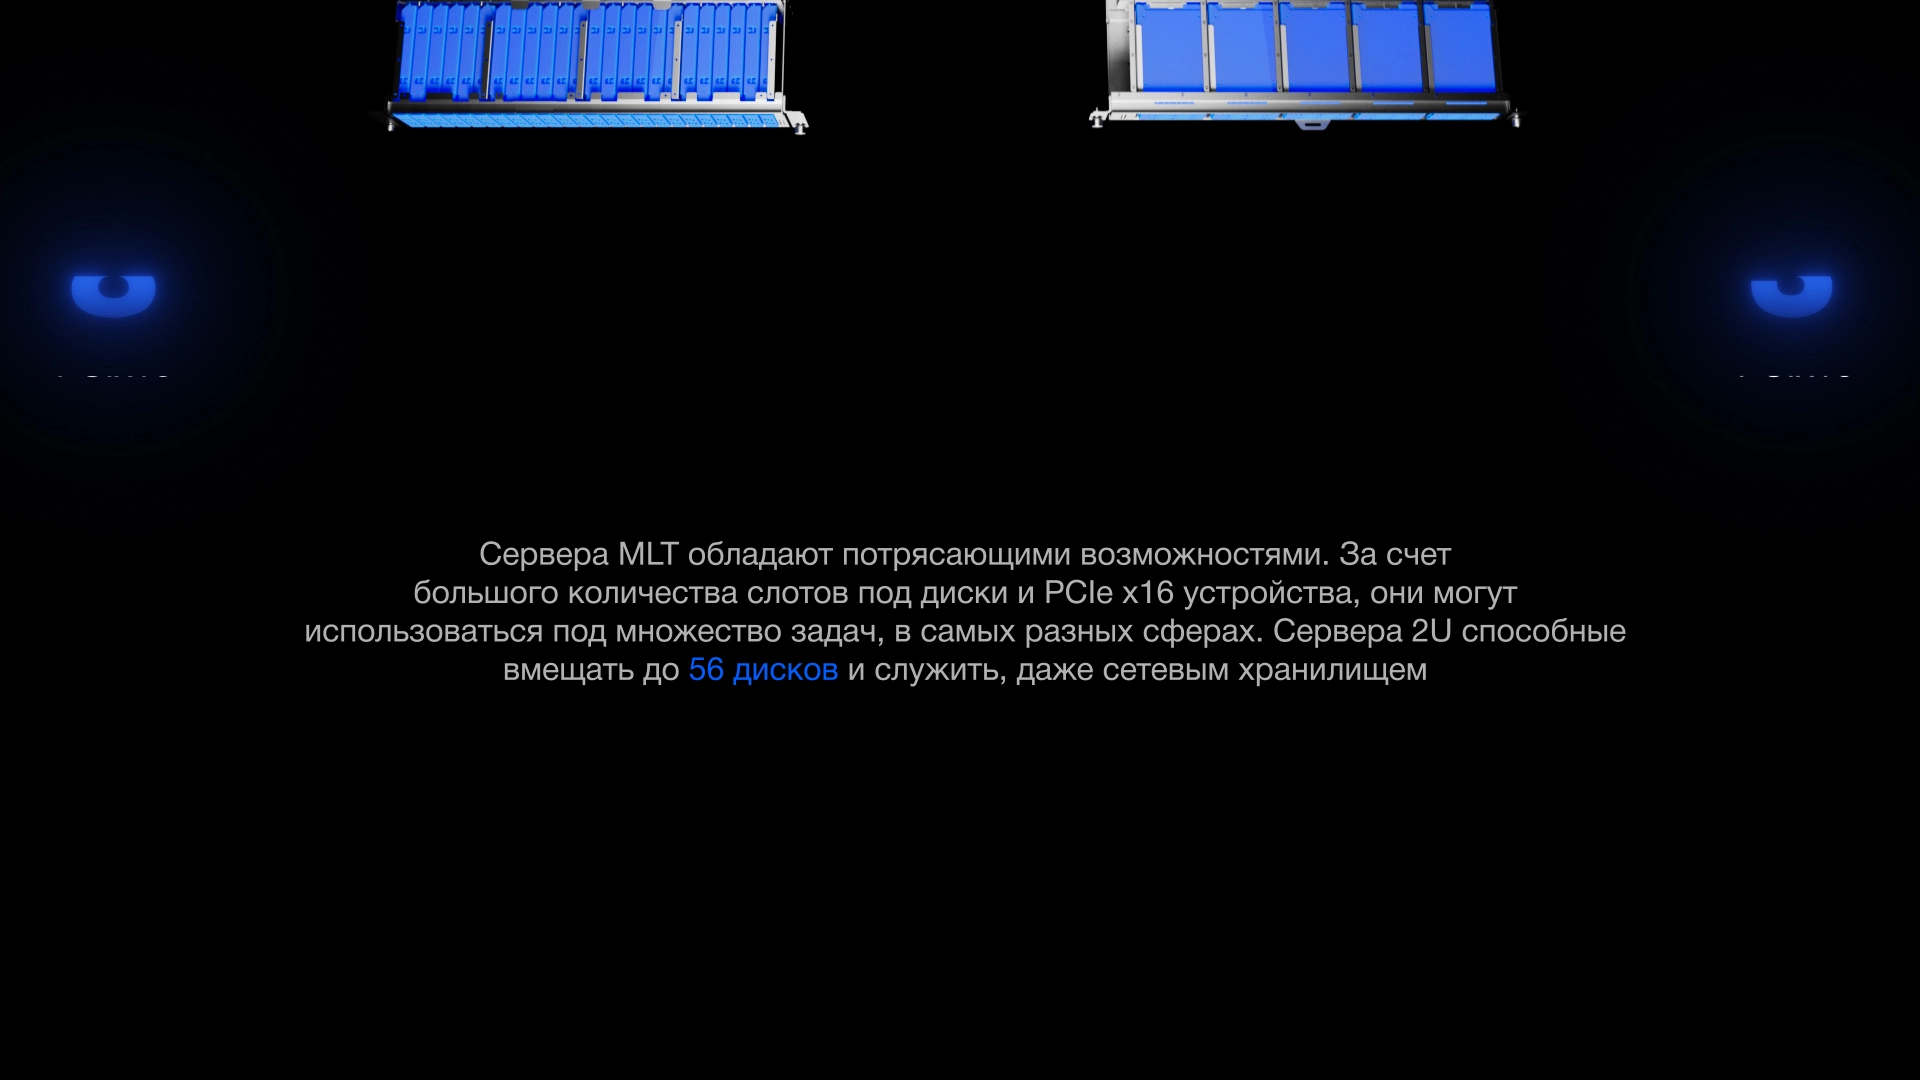 Сервера MLT обладают потрясающими возможностями. За счет
большого количества слотов под диски и PCIe x16 устройства, они могут
использоваться под множество задач, в самых разных сферах. Сервера 2U способные
вмещать до 56 дисков и служить, даже сетевым хранилищем